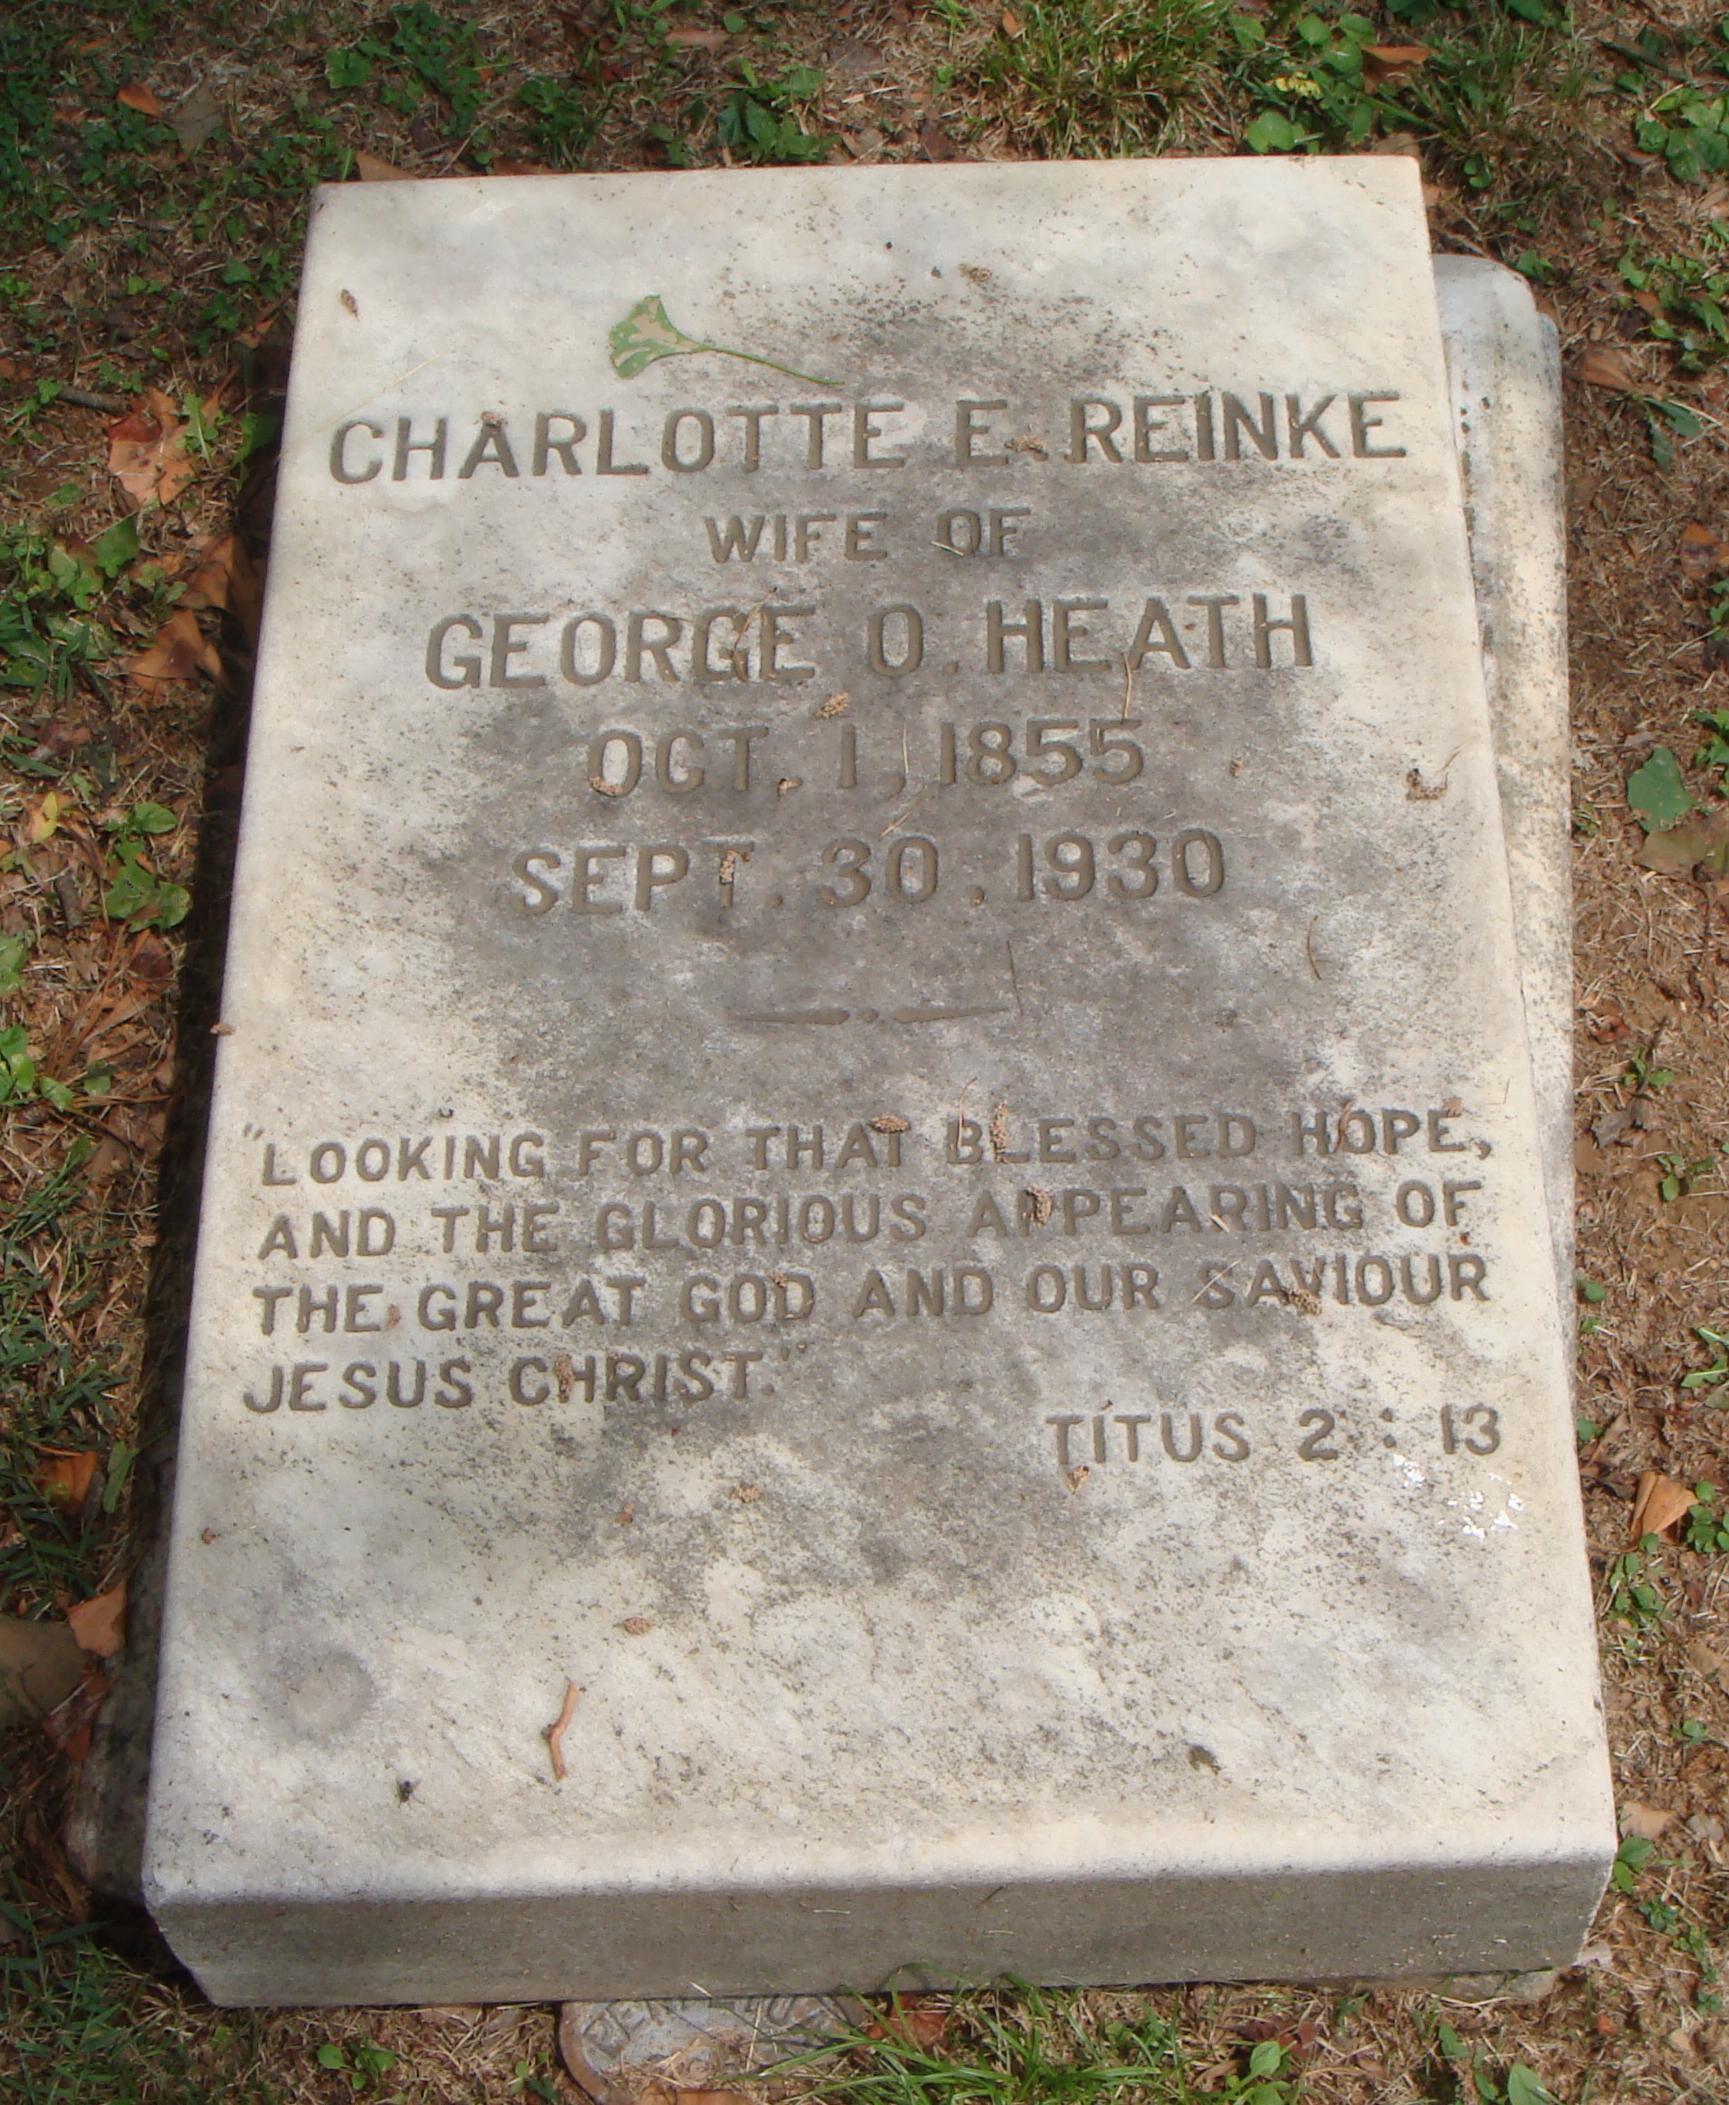 CHARLOTTE E. REINKE
WIFE OF
GEORGE O. HEATH
OCT. 1, 1855
SEPT. 30. 1930
"LOOKING FOR THAT BLESSED HOPE,
AND THE GLORIOUS APPEARING OF
THE GREAT GOD AND OUR SAVIOUR
JESUS CHRIST."
TITUS 2 : 13